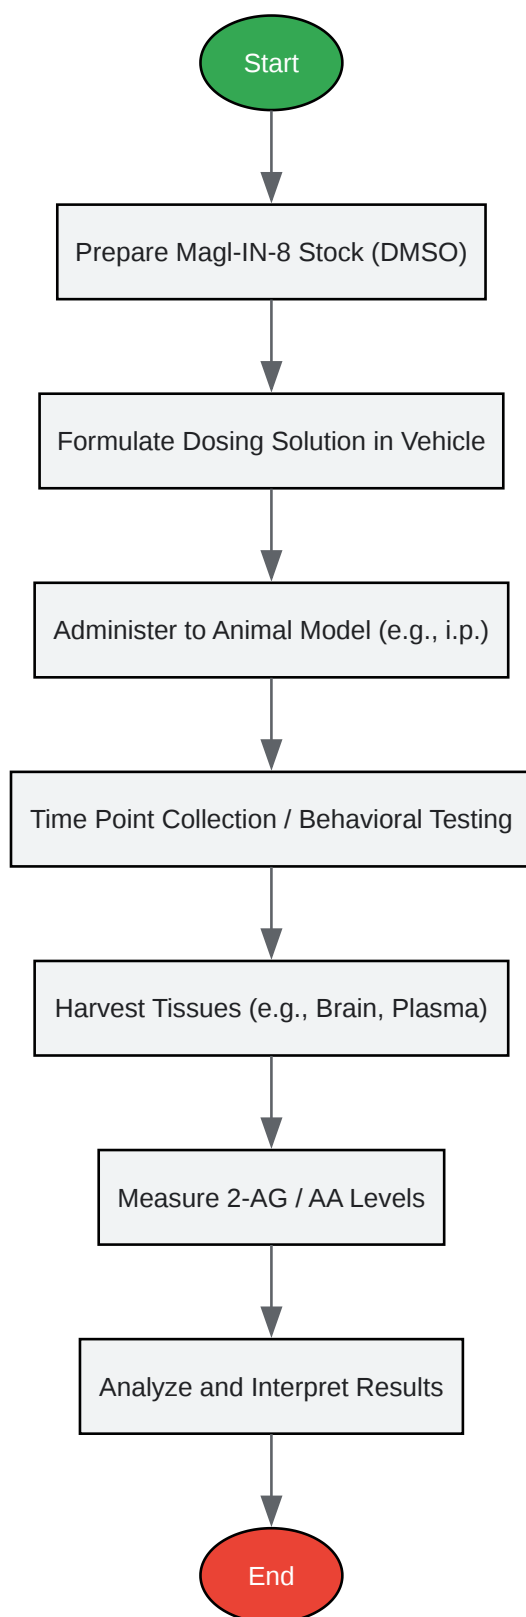 Start
Prepare Magl-IN-8 Stock (DMSO)
Formulate Dosing Solution in Vehicle
Administer to Animal Model (e.g., i.p.)
Time Point Collection / Behavioral Testing
Harvest Tissues (e.g., Brain, Plasma)
Measure 2-AG / AA Levels
Analyze and Interpret Results
End